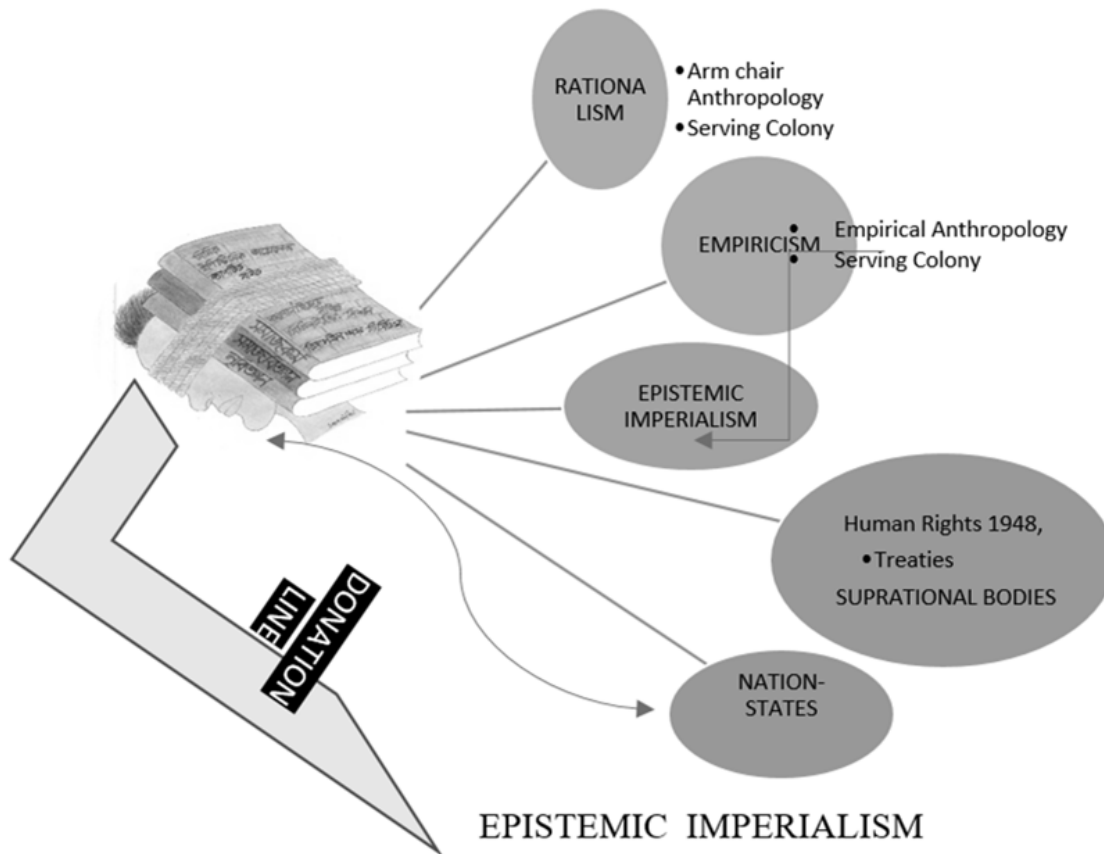 RATIONA
LISM
•Arm chair
Anthropology
•Serving Colony
EMPIRICISM
• Empirical Anthropology
• Serving Colony
EPISTEMIC
IMPERIALISM
Human Rights 1948,
•Treaties
SUPRATIONAL BODIES
NATION-
STATES
DONATION
LINE
EPISTEMIC IMPERIALISM